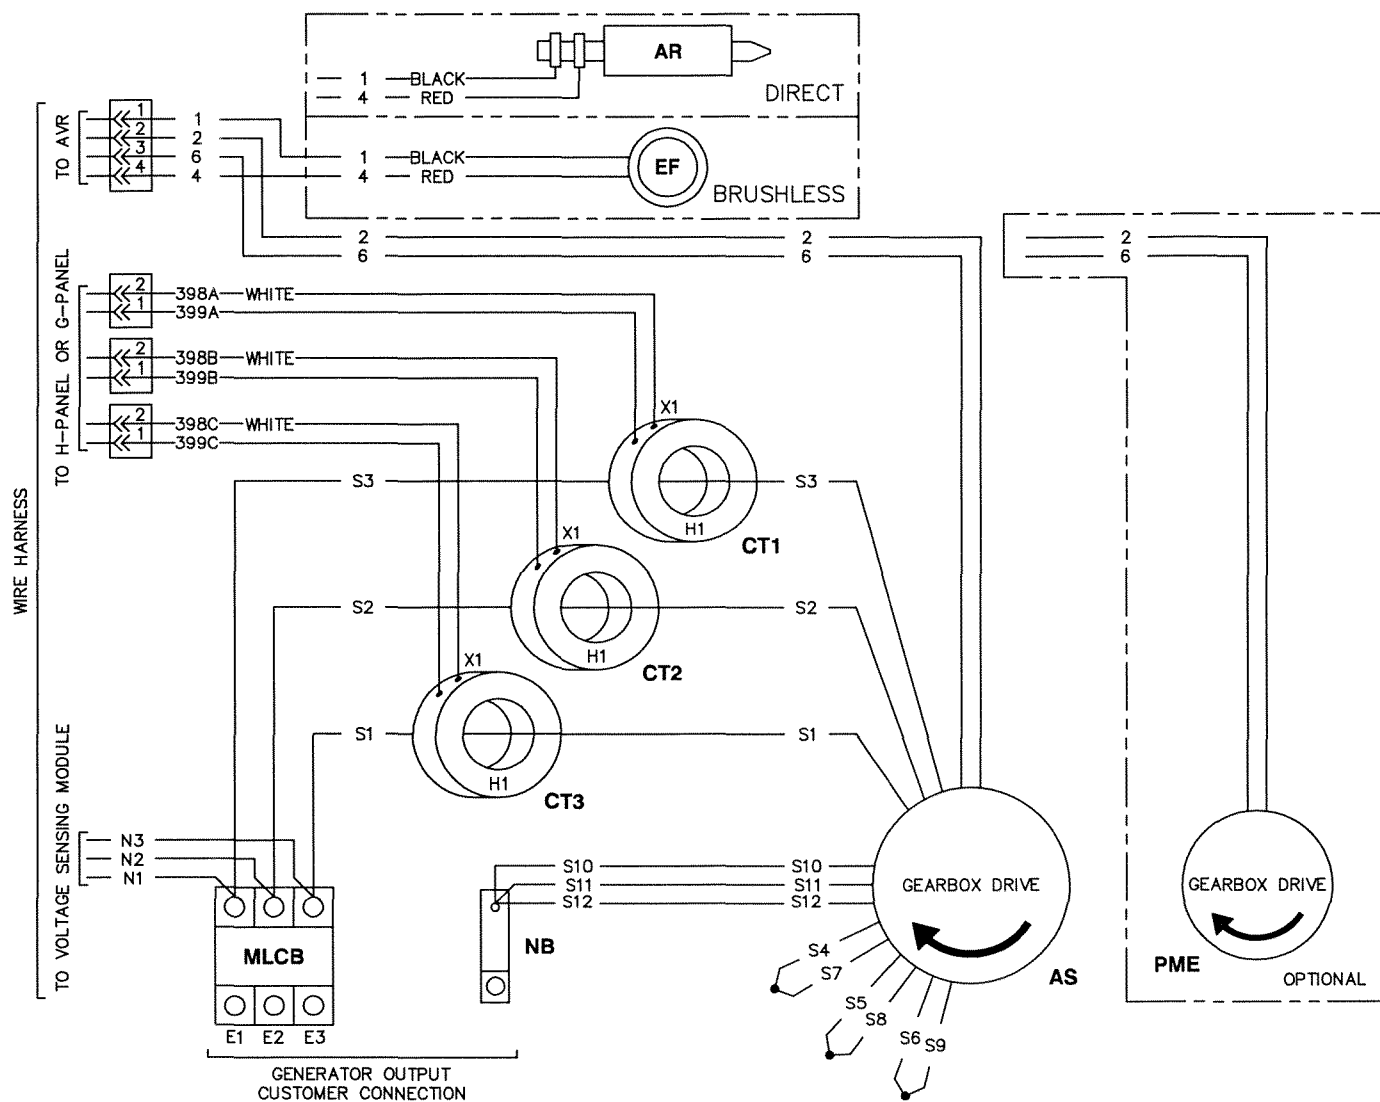 AR
1 BLACK
4 RED
DIRECT
TO AVR
1 1
2 2
3 6
4 4
1 BLACK
4 RED
EF
BRUSHLESS
2 2
6 6
2
6
TO H-PANEL OR G-PANEL
2 398A WHITE
1 399A
2 398B WHITE
1 399B
2 398C WHITE
1 399C
X1
S3 S3
H1
CT1
WIRE HARNESS
X1
S2 S2
H1
CT2
X1
S1 S1
H1
CT3
TO VOLTAGE SENSING MODULE
N3
N2
N1
S10 S10
S11 S11
S12 S12
GEARBOX DRIVE
GEARBOX DRIVE
MLCB
NB
S4
S7
AS
PME
OPTIONAL
S5
S8
S6
S9
E1 E2 E3
GENERATOR OUTPUT
CUSTOMER CONNECTION